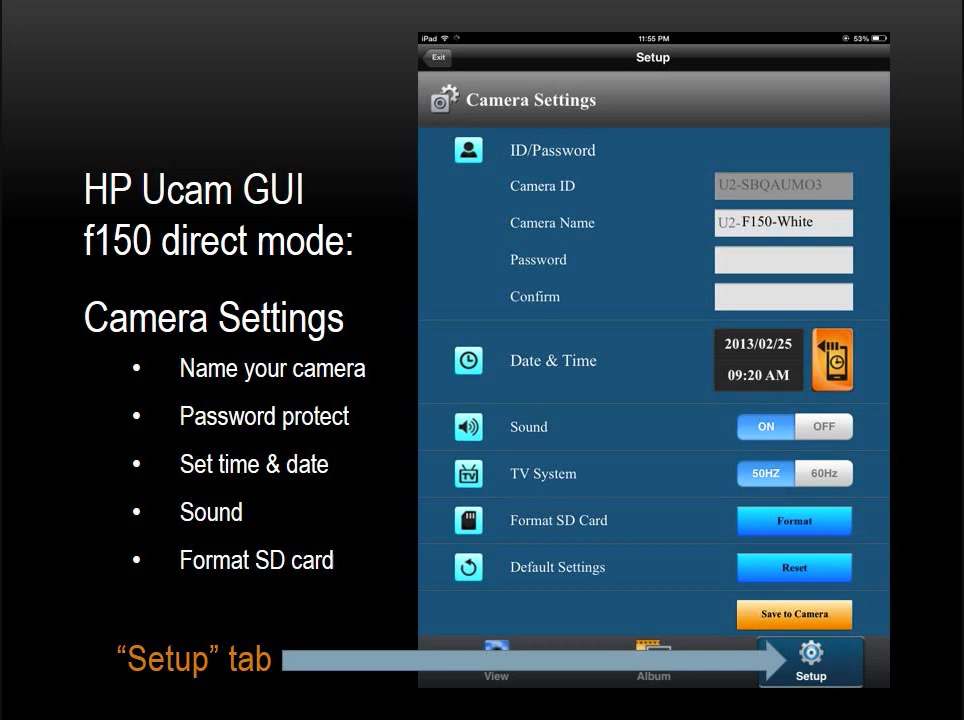 HP Ucam GUI
f150 direct mode:
Camera Settings
• Name your camera
• Password protect
• Set time & date
• Sound
• Format SD card
“Setup” tab
iPad 11:55 PM 53%
Exit Setup
Camera Settings
ID/Password
Camera ID U2-SBQAUMO3
Camera Name U2-F150-White
Password
Confirm
Date & Time 2013/02/25
09:20 AM
Sound ON OFF
TV TV System 50HZ 60Hz
Format SD Card Format
Default Settings Reset
Save to Camera
View Album Setup